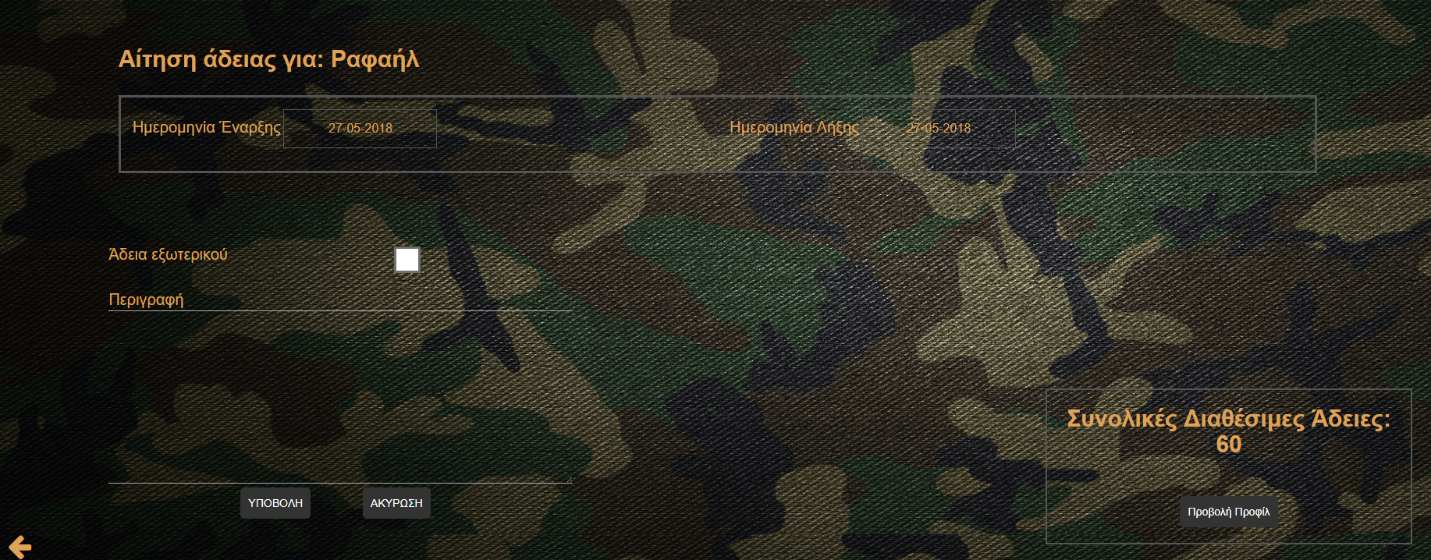 Αίτηση άδειας για: Ραφαήλ
Ημερομηνία Έναρξης 27-05-2018 Ημερομηνία Λήξης 27-05-2018
Άδεια εξωτερικού
Περιγραφή
Συνολικές Διαθέσιμες Άδειες:
60
ΥΠΟΒΟΛΗ ΑΚΥΡΩΣΗ
Προβολή Προφίλ